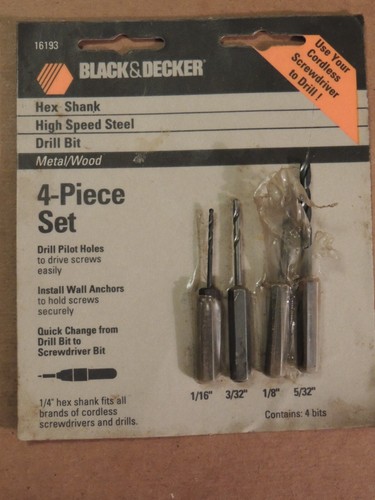 16193
BLACK&DECKER
Use Your
Cordless
Screwdriver
to Drill!
Hex Shank
High Speed Steel
Drill Bit
Metal/Wood
4-Piece
Set
Drill Pilot Holes
to drive screws
easily
Install Wall Anchors
to hold screws
securely
Quick Change from
Drill Bit to
Screwdriver Bit
1/4" hex shank fits all
brands of cordless
screwdrivers and drills.
1/16" 3/32" 1/8" 5/32"
Contains: 4 bits